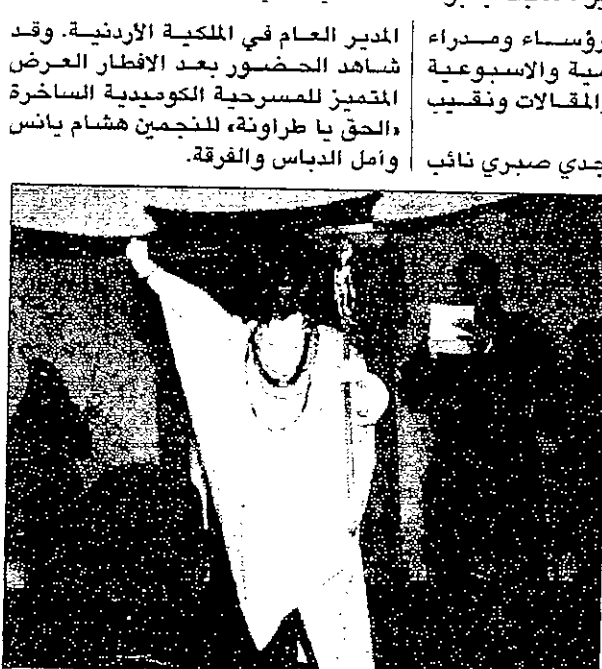 رؤساء ومدراء
والاسبوعية
المقالات ونقيب
جدي صبري نائب
المدير العام في الملكية الأردنية. وقد
شاهد الحضور بعد الافطار العرض
المتميز للمسرحية الكوميدية الساخرة
«الحق يا طراونة» للنجمين هشام يانس
وأمل الدباس والفرقة.